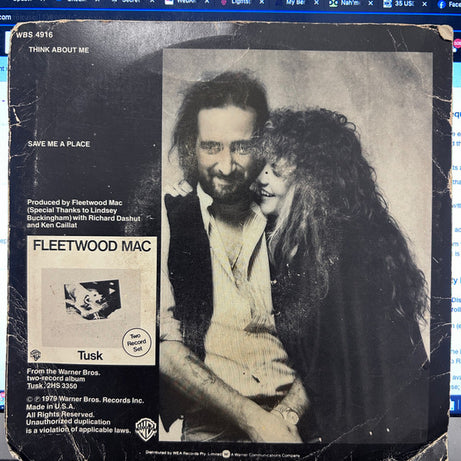 WBS 4916
THINK ABOUT ME
SAVE ME A PLACE
Produced by Fleetwood Mac
(Special Thanks to Lindsey
Buckingham) with Richard Dashut
and Ken Caillat
FLEETWOOD MAC
Two
Record
Set
Tusk
From the Warner Bros.
two-record album
Tusk, 2HS 3350
© ℗ 1979 Warner Bros. Records Inc.
Made in U.S.A.
All Rights Reserved.
Unauthorized duplication
is a violation of applicable laws.
Distributed by WEA Records Pty. Limited A Warner Communications Company